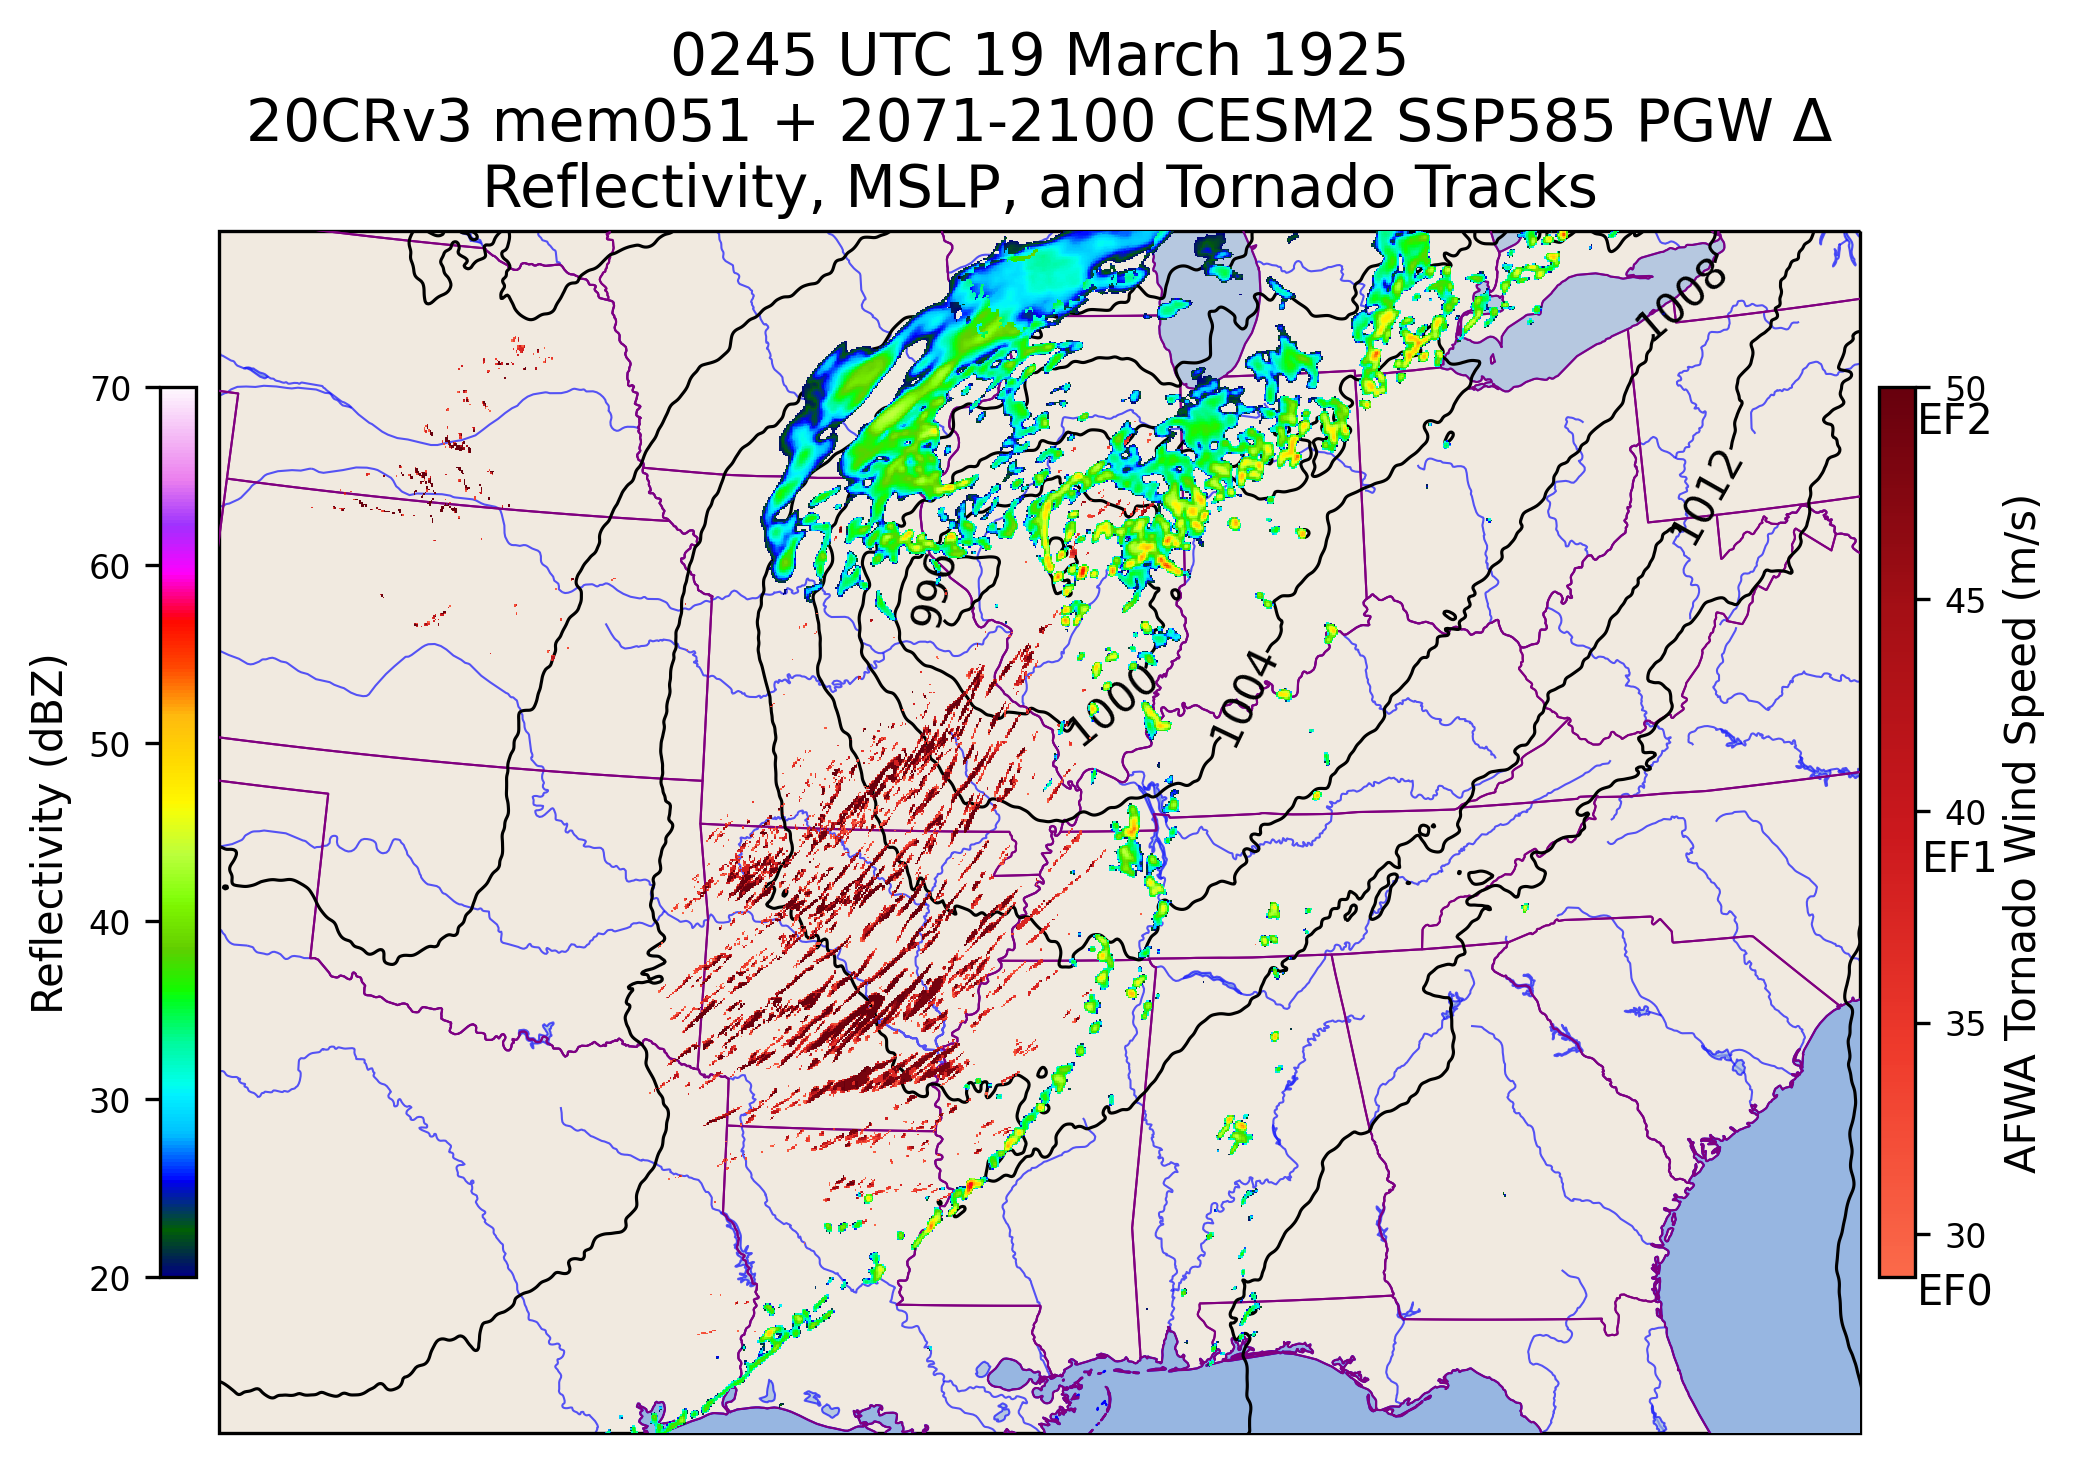 0245 UTC 19 March 1925
20CRv3 mem051 + 2071-2100 CESM2 SSP585 PGW Δ
Reflectivity, MSLP, and Tornado Tracks
Reflectivity (dBZ)
70
60
50
40
30
20
1008
1012
996
1000
1004
50
EF2
45
40
EF1
35
30
EF0
AFWA Tornado Wind Speed (m/s)